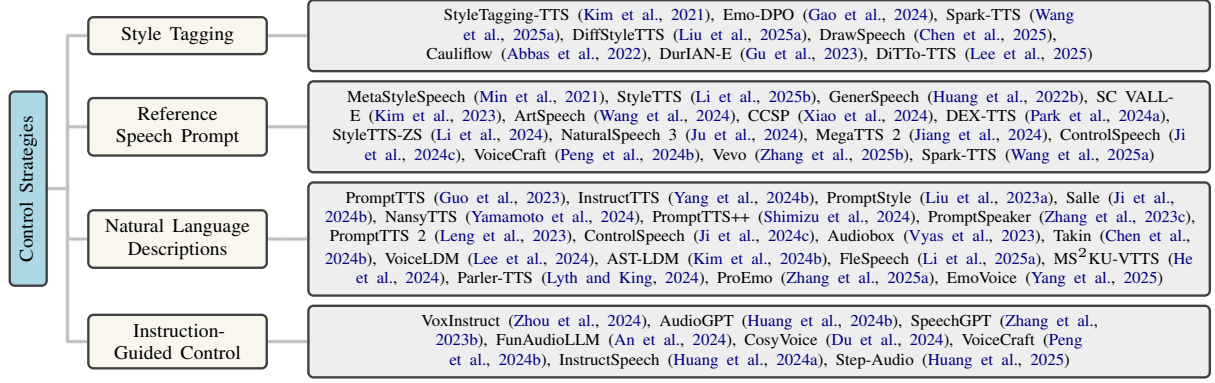 Control Strategies
Style Tagging
StyleTagging-TTS (Kim et al., 2021), Emo-DPO (Gao et al., 2024), Spark-TTS (Wang
et al., 2025a), DiffStyleTTS (Liu et al., 2025a), DrawSpeech (Chen et al., 2025),
Cauliflow (Abbas et al., 2022), DurIAN-E (Gu et al., 2023), DiTTo-TTS (Lee et al., 2025)
Reference
Speech Prompt
MetaStyleSpeech (Min et al., 2021), StyleTTS (Li et al., 2025b), GenerSpeech (Huang et al., 2022b), SC VALL-
E (Kim et al., 2023), ArtSpeech (Wang et al., 2024), CCSP (Xiao et al., 2024), DEX-TTS (Park et al., 2024a),
StyleTTS-ZS (Li et al., 2024), NaturalSpeech 3 (Ju et al., 2024), MegaTTS 2 (Jiang et al., 2024), ControlSpeech (Ji
et al., 2024c), VoiceCraft (Peng et al., 2024b), Vevo (Zhang et al., 2025b), Spark-TTS (Wang et al., 2025a)
Natural Language
Descriptions
PromptTTS (Guo et al., 2023), InstructTTS (Yang et al., 2024b), PromptStyle (Liu et al., 2023a), Salle (Ji et al.,
2024b), NansyTTS (Yamamoto et al., 2024), PromptTTS++ (Shimizu et al., 2024), PromptSpeaker (Zhang et al., 2023c),
PromptTTS 2 (Leng et al., 2023), ControlSpeech (Ji et al., 2024c), Audiobox (Vyas et al., 2023), Takin (Chen et al.,
2024b), VoiceLDM (Lee et al., 2024), AST-LDM (Kim et al., 2024b), FleSpeech (Li et al., 2025a), MS²KU-VTTS (He
et al., 2024), Parler-TTS (Lyth and King, 2024), ProEmo (Zhang et al., 2025a), EmoVoice (Yang et al., 2025)
Instruction-
Guided Control
VoxInstruct (Zhou et al., 2024), AudioGPT (Huang et al., 2024b), SpeechGPT (Zhang et al.,
2023b), FunAudioLLM (An et al., 2024), CosyVoice (Du et al., 2024), VoiceCraft (Peng
et al., 2024b), InstructSpeech (Huang et al., 2024a), Step-Audio (Huang et al., 2025)